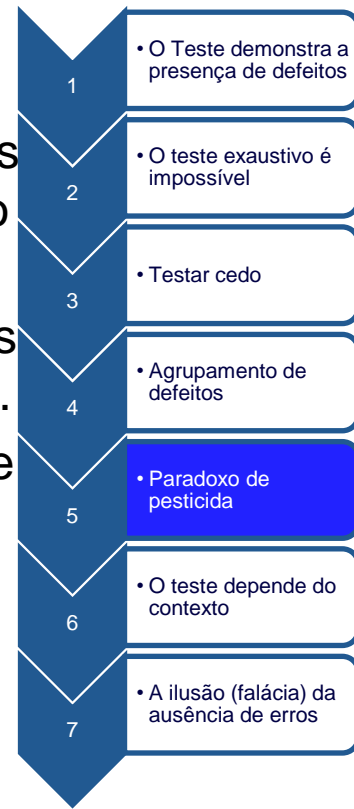 1
• O Teste demonstra a
presença de defeitos
s
2
• O teste exaustivo é
impossível
o
3
• Testar cedo
s
4
• Agrupamento de
defeitos
.
e
5
• Paradoxo de
pesticida
6
• O teste depende do
contexto
7
• A ilusão (falácia) da
ausência de erros